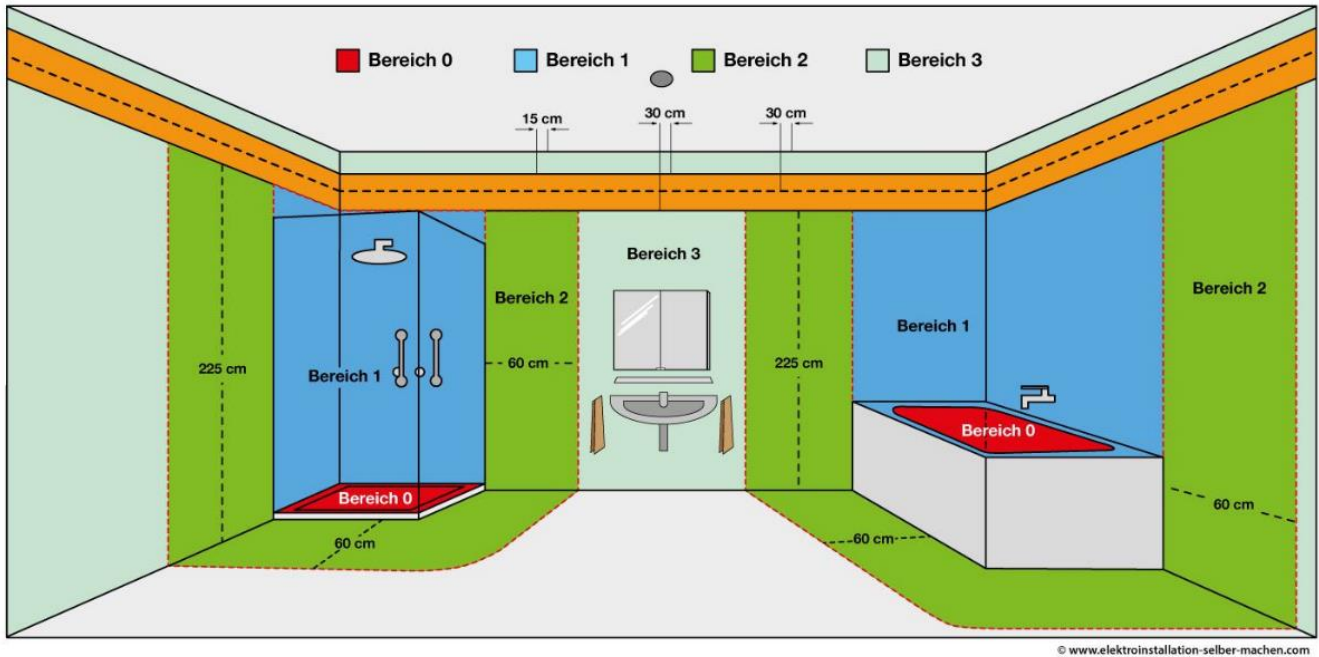 Bereich 0
Bereich 1
Bereich 2
Bereich 3
15 cm
30 cm
30 cm
Bereich 3
Bereich 2
Bereich 2
Bereich 1
225 cm
60 cm
225 cm
Bereich 1
Bereich 0
Bereich 0
60 cm
60 cm
60 cm
© www.elektroinstallation-selber-machen.com